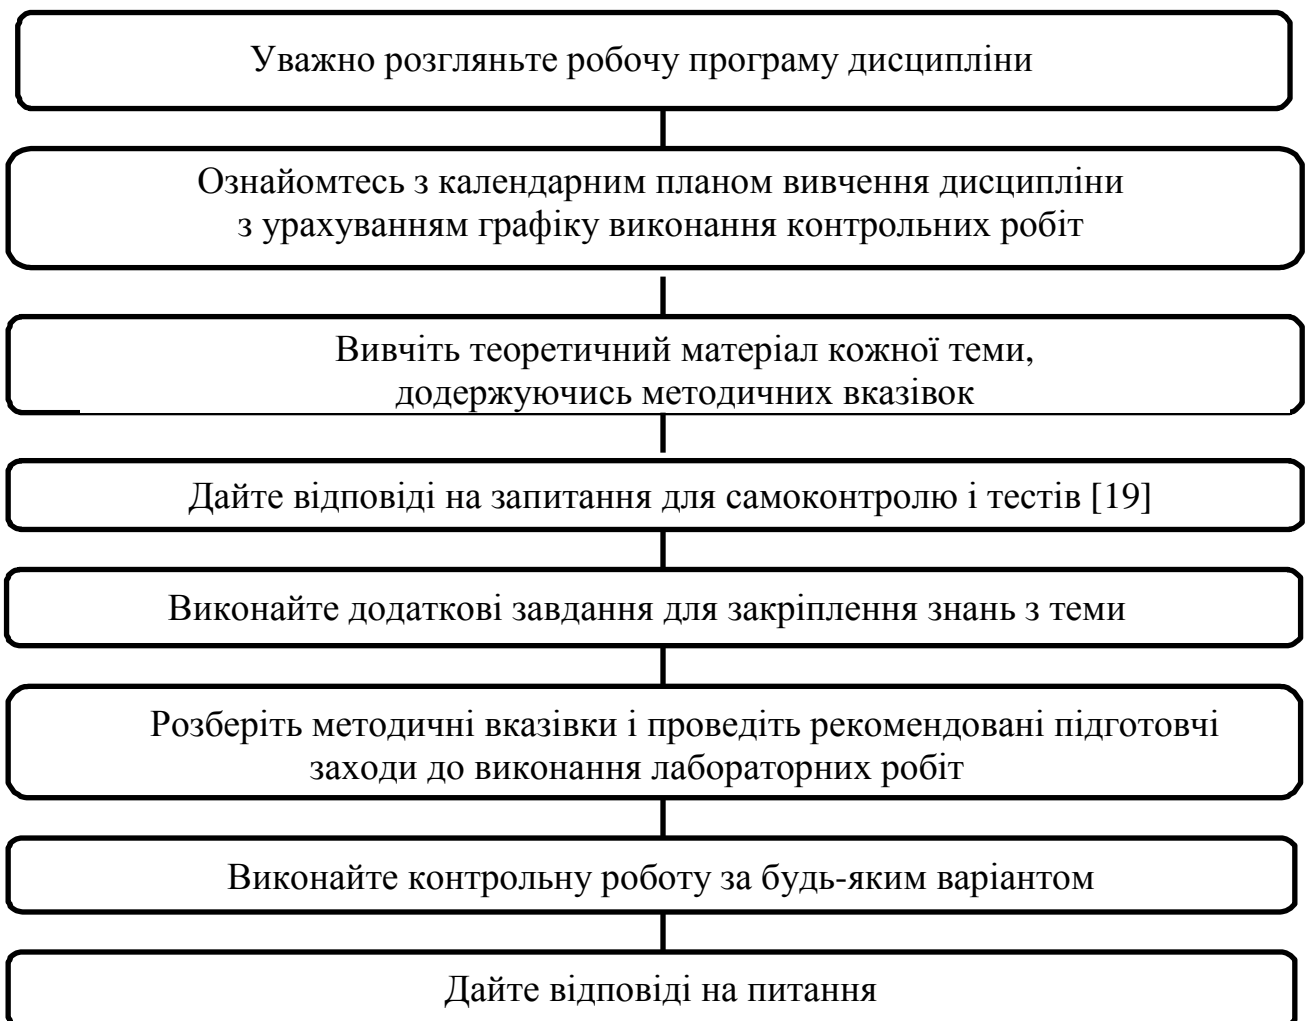 Уважно розгляньте робочу програму дисципліни
Ознайомтесь з календарним планом вивчення дисципліни
з урахуванням графіку виконання контрольних робіт
Вивчіть теоретичний матеріал кожної теми,
додержуючись методичних вказівок
Дайте відповіді на запитання для самоконтролю і тестів [19]
Виконайте додаткові завдання для закріплення знань з теми
Розберіть методичні вказівки і проведіть рекомендовані підготовчі
заходи до виконання лабораторних робіт
Виконайте контрольну роботу за будь-яким варіантом
Дайте відповіді на питання